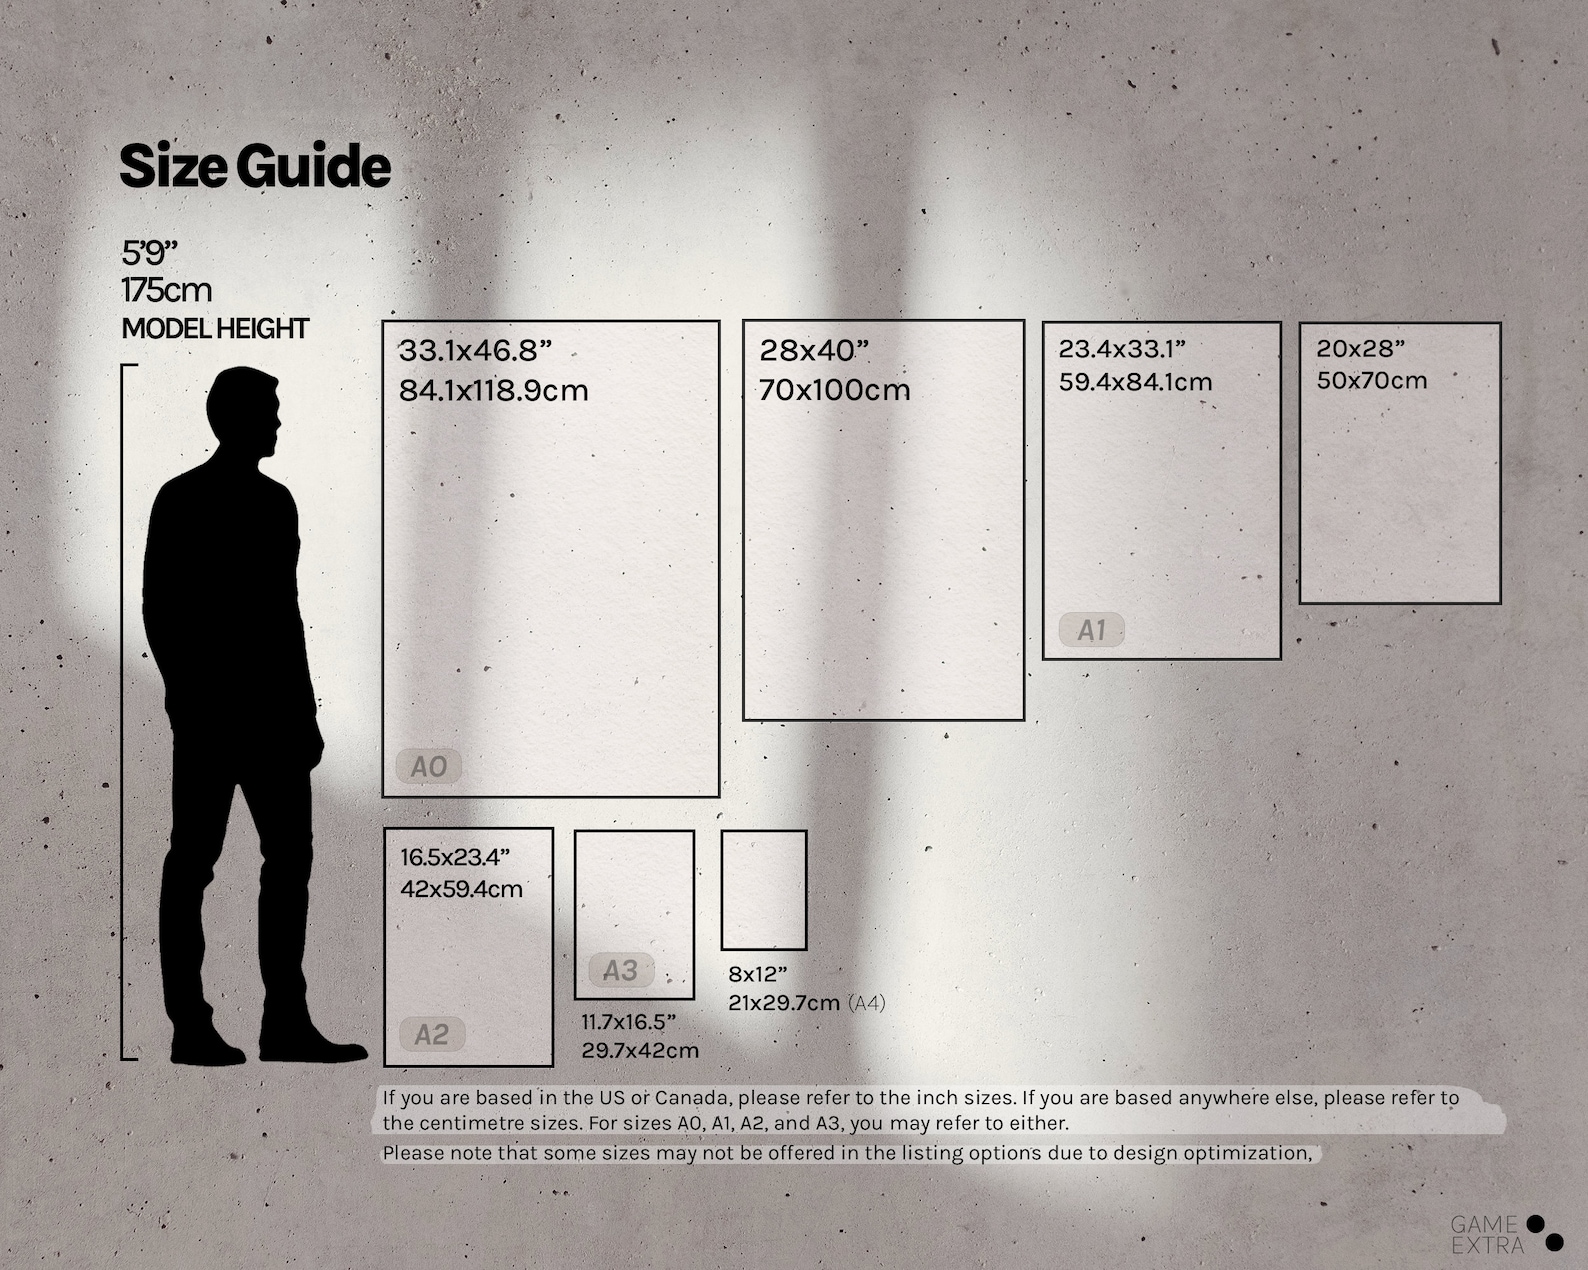 Size Guide
5’9”
175cm
MODEL HEIGHT
33.1x46.8”
84.1x118.9cm
A0
28x40”
70x100cm
23.4x33.1”
59.4x84.1cm
A1
20x28”
50x70cm
16.5x23.4”
42x59.4cm
A2
A3
11.7x16.5”
29.7x42cm
8x12”
21x29.7cm (A4)
If you are based in the US or Canada, please refer to the inch sizes. If you are based anywhere else, please refer to
the centimetre sizes. For sizes A0, A1, A2, and A3, you may refer to either.
Please note that some sizes may not be offered in the listing options due to design optimization,
GAME
EXTRA